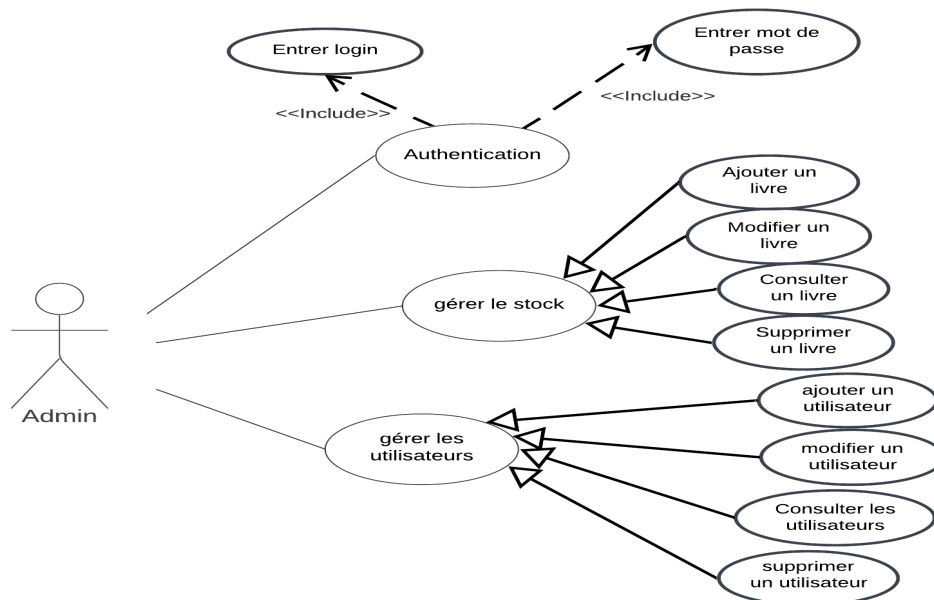 Entrer login
Entrer mot de
passe
<<Include>>
<<Include>>
Authentication
Ajouter un
livre
Modifier un
livre
Consulter
un livre
Supprimer
un livre
gérer le stock
Admin
ajouter un
utilisateur
modifier un
utilisateur
gérer les
utilisateurs
Consulter les
utilisateurs
supprimer
un utilisateur